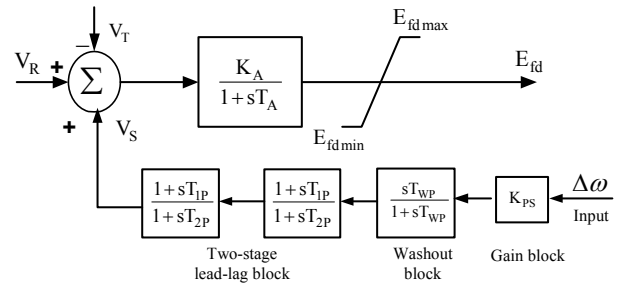 V_T
E_fd max
−
V_R
+
Σ
K_A
1 + sT_A
E_fd
+
V_S
E_fd min
1 + sT_1P
1 + sT_2P
1 + sT_1P
1 + sT_2P
sT_WP
1 + sT_WP
K_PS
Δω
Input
Two-stage
lead-lag block
Washout
block
Gain block